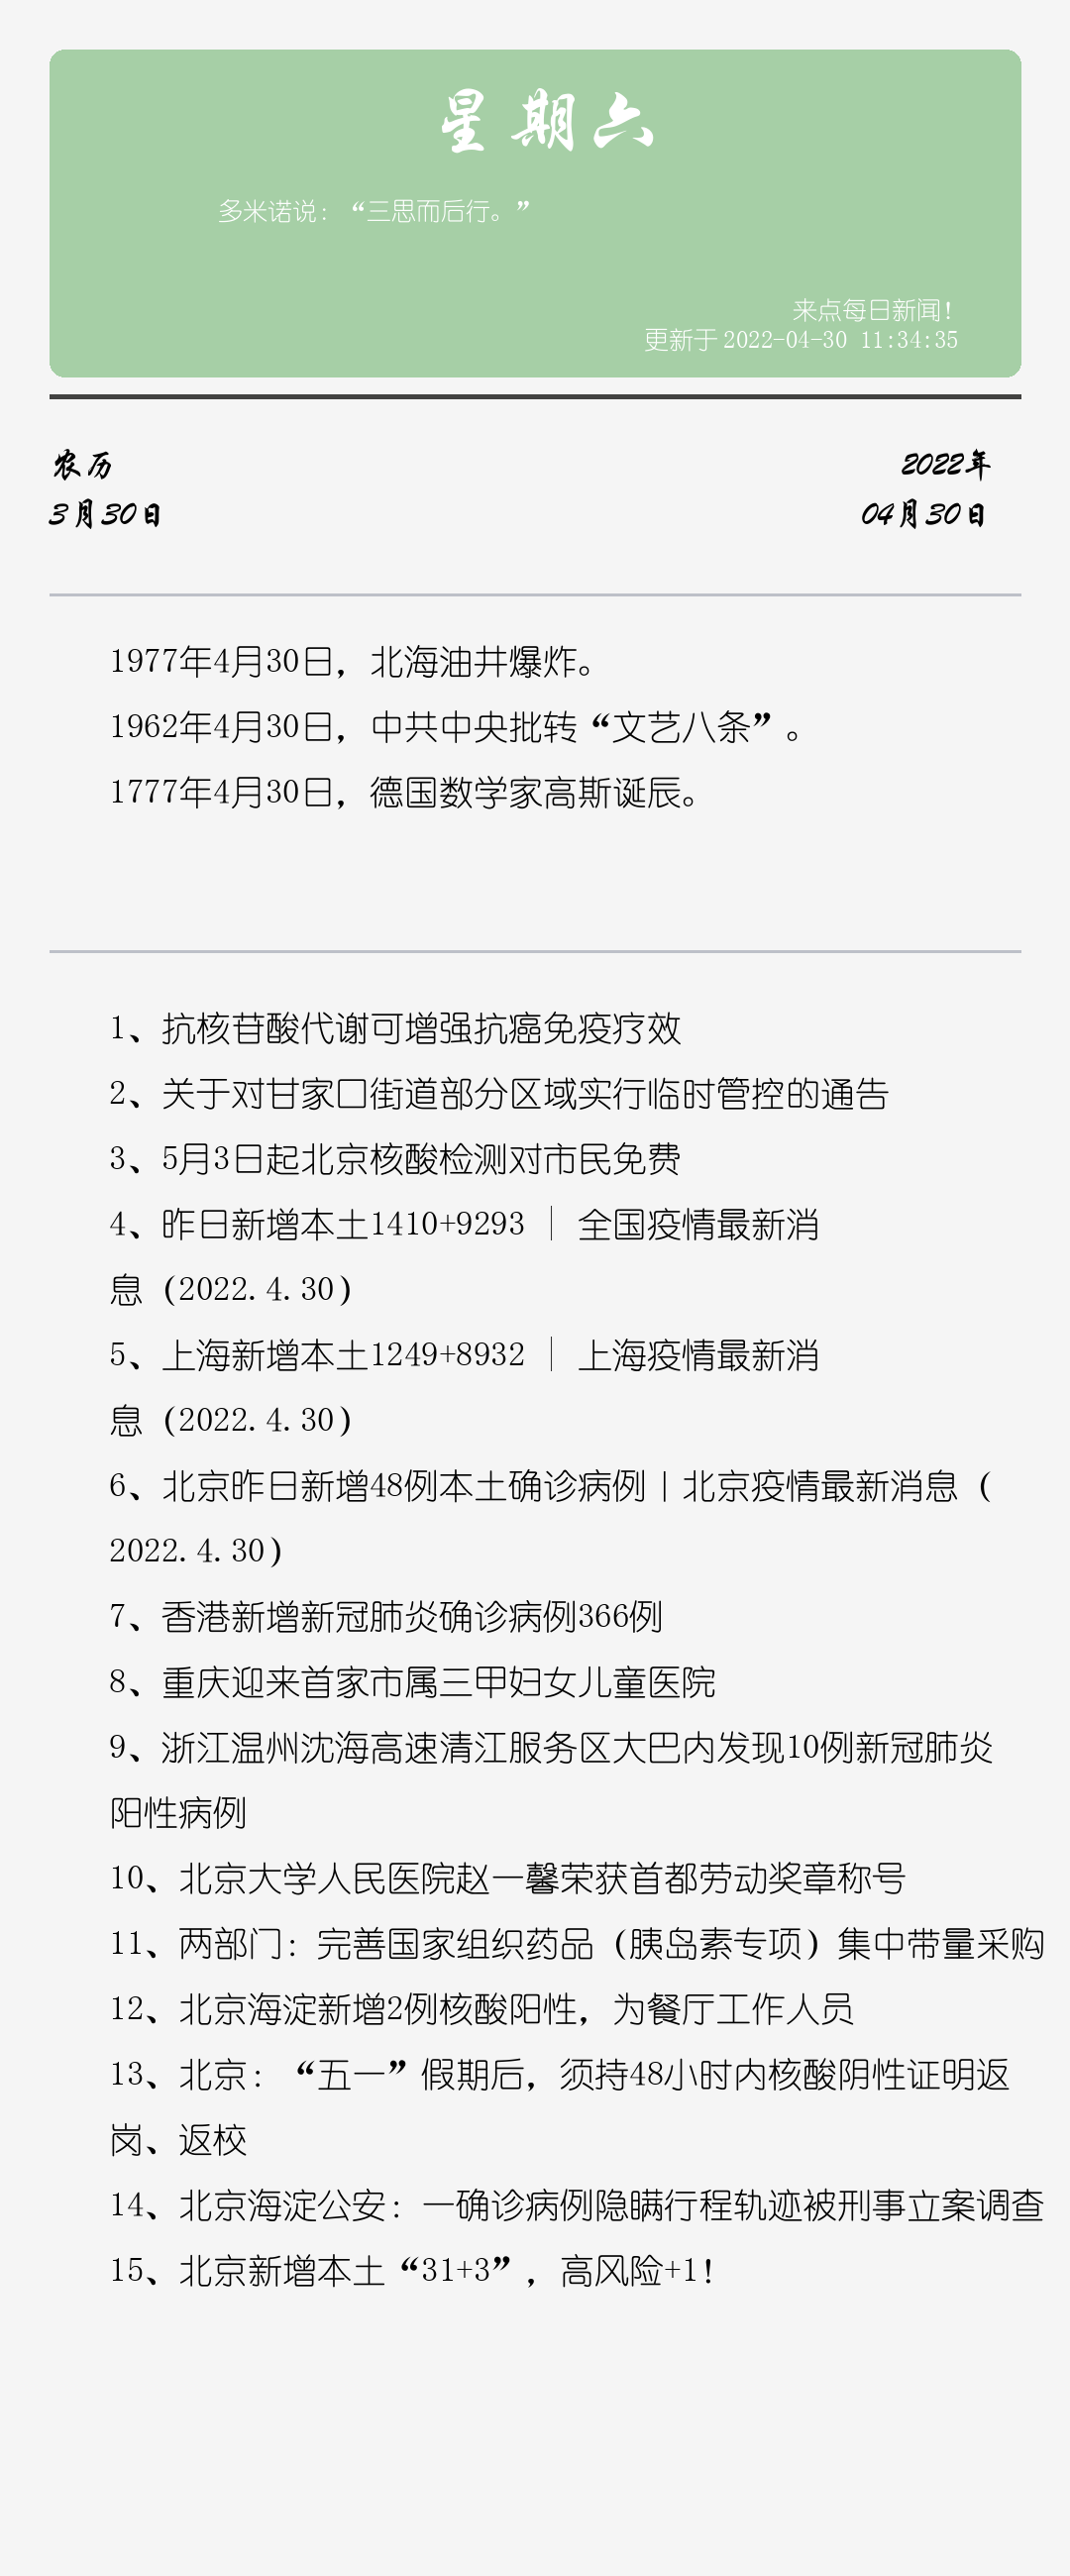 星期六
多米诺说：“三思而后行。”
来点每日新闻!
更新于 2022-04-30 11:34:35
农历
2022年
3月30日
04月30日
1977年4月30日，北海油井爆炸。
1962年4月30日，中共中央批转“文艺八条”。
1777年4月30日，德国数学家高斯诞辰。
1、抗核苷酸代谢可增强抗癌免疫疗效
2、关于对甘家口街道部分区域实行临时管控的通告
3、5月3日起北京核酸检测对市民免费
4、昨日新增本土1410+9293 │ 全国疫情最新消
息（2022.4.30）
5、上海新增本土1249+8932 │ 上海疫情最新消
息（2022.4.30）
6、北京昨日新增48例本土确诊病例丨北京疫情最新消息（
2022.4.30）
7、香港新增新冠肺炎确诊病例366例
8、重庆迎来首家市属三甲妇女儿童医院
9、浙江温州沈海高速清江服务区大巴内发现10例新冠肺炎
阳性病例
10、北京大学人民医院赵一馨荣获首都劳动奖章称号
11、两部门：完善国家组织药品（胰岛素专项）集中带量采购
12、北京海淀新增2例核酸阳性，为餐厅工作人员
13、北京：“五一”假期后，须持48小时内核酸阴性证明返
岗、返校
14、北京海淀公安：一确诊病例隐瞒行程轨迹被刑事立案调查
15、北京新增本土“31+3”，高风险+1!